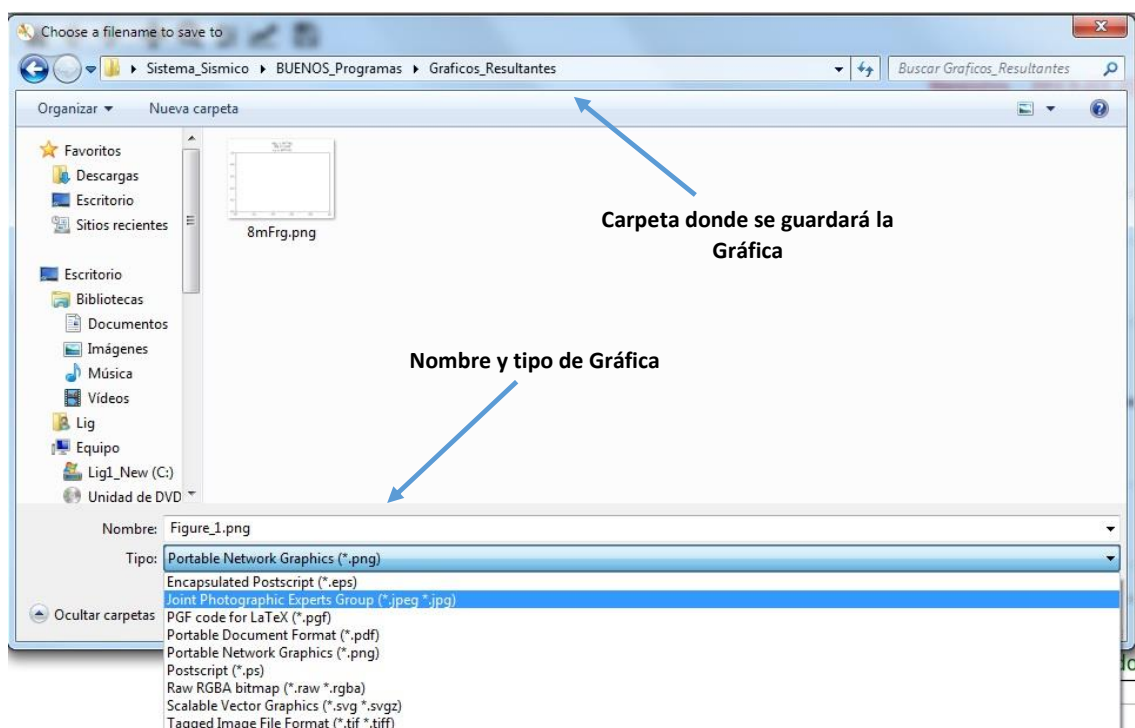 Choose a filename to save to
Sistema_Sismico ▸ BUENOS_Programas ▸ Graficos_Resultantes
Buscar Graficos_Resultantes
Organizar
Nueva carpeta
Favoritos
Descargas
Escritorio
Sitios recientes
Escritorio
Bibliotecas
Documentos
Imágenes
Música
Vídeos
Lig
Equipo
Lig1_New (C:)
Unidad de DVD
8mFrg.png
Carpeta donde se guardará la
Gráfica
Nombre y tipo de Gráfica
Nombre: Figure_1.png
Tipo: Portable Network Graphics (*.png)
Encapsulated Postscript (*.eps)
Joint Photographic Experts Group (*.jpeg *.jpg)
PGF code for LaTeX (*.pgf)
Portable Document Format (*.pdf)
Portable Network Graphics (*.png)
Postscript (*.ps)
Raw RGBA bitmap (*.raw *.rgba)
Scalable Vector Graphics (*.svg *.svgz)
Tagged Image File Format (*.tif *.tiff)
Ocultar carpetas